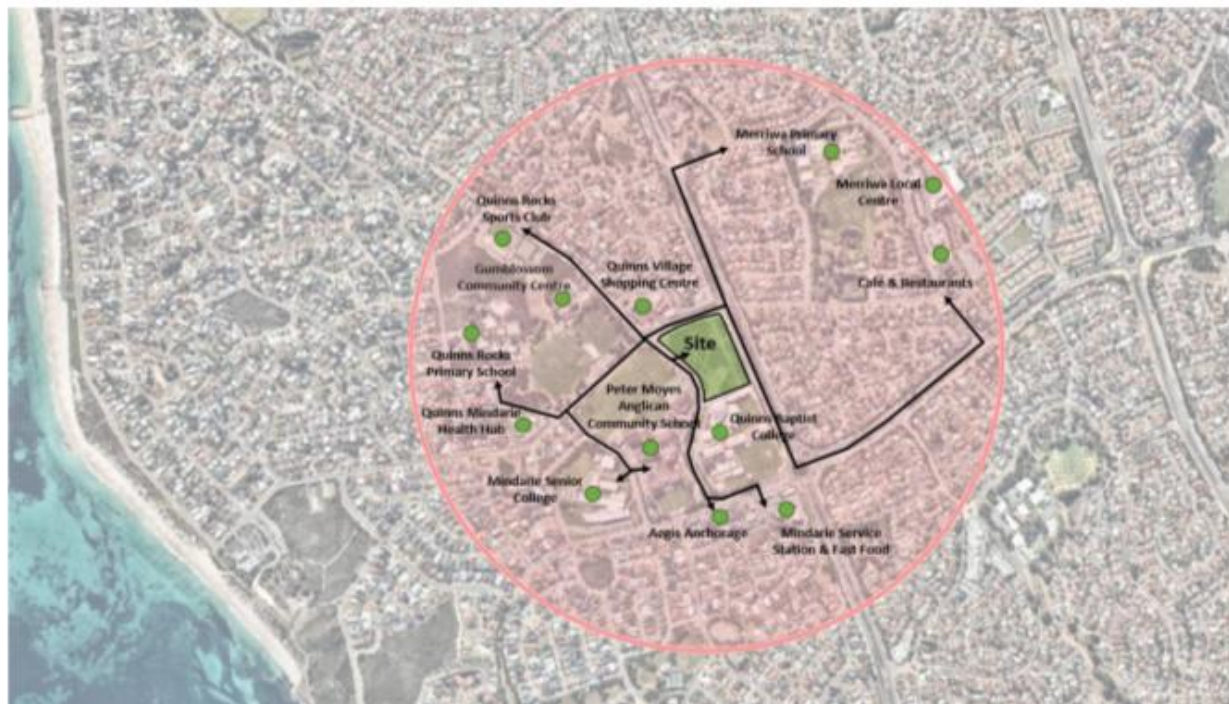 Merriwa Primary
School
Merriwa Local
Centre
Quinns Rocks
Sports Club
Quinns Village
Shopping Centre
Gumblossom
Community Centre
Café & Restaurants
Site
Quinns Rocks
Primary School
Peter Moyes
Anglican
Community School
Quinns Mindarie
Health Hub
Quinns Baptist
College
Mindarie Senior
College
Aegis Anchorage
Mindarie Service
Station & Fast Food